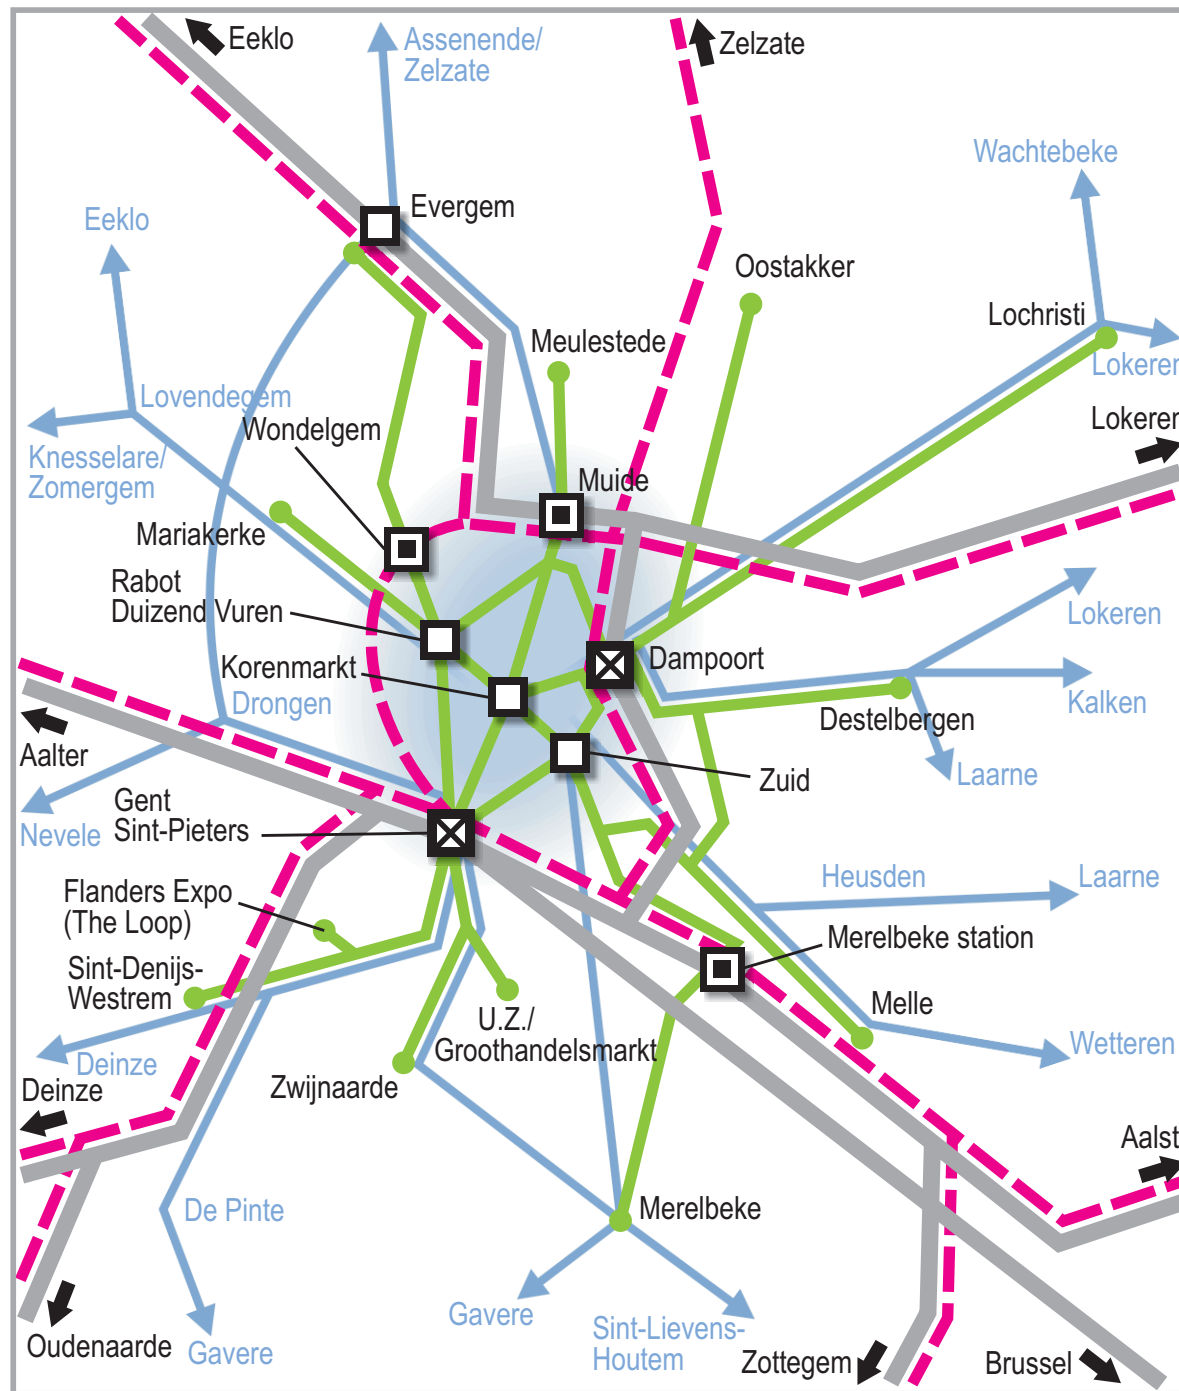 Eeklo
Assenende/
Zelzate
Zelzate
Wachtebeke
Evergem
Eeklo
Oostakker
Lochristi
Meulestede
Lokeren
Lovendegem
Wondelgem
Lokeren
Knesselare/
Zomergem
Muide
Mariakerke
Rabot
Duizend Vuren
Lokeren
Korenmarkt
Dampoort
Drongen
Kalken
Destelbergen
Aalter
Laarne
Zuid
Gent
Sint-Pieters
Nevele
Flanders Expo
(The Loop)
Heusden
Laarne
Merelbeke station
Sint-Denijs-
Westrem
Melle
U.Z./
Groothandelsmarkt
Wetteren
Deinze
Deinze
Zwijnaarde
Aalst
De Pinte
Merelbeke
Gavere
Sint-Lievens-
Houtem
Oudenaarde
Gavere
Zottegem
Brussel